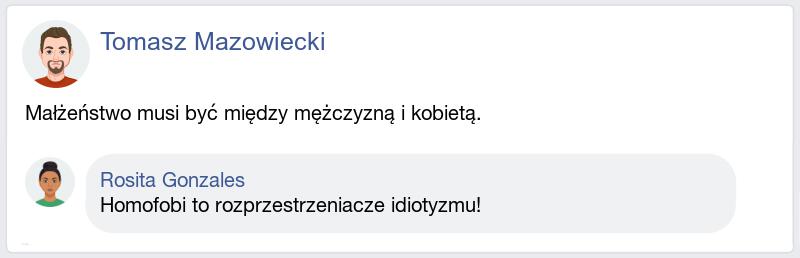 Tomasz Mazowiecki
Małżeństwo musi być między mężczyzną i kobietą.
Rosita Gonzales
Homofobi to rozprzestrzeniacze idiotyzmu!